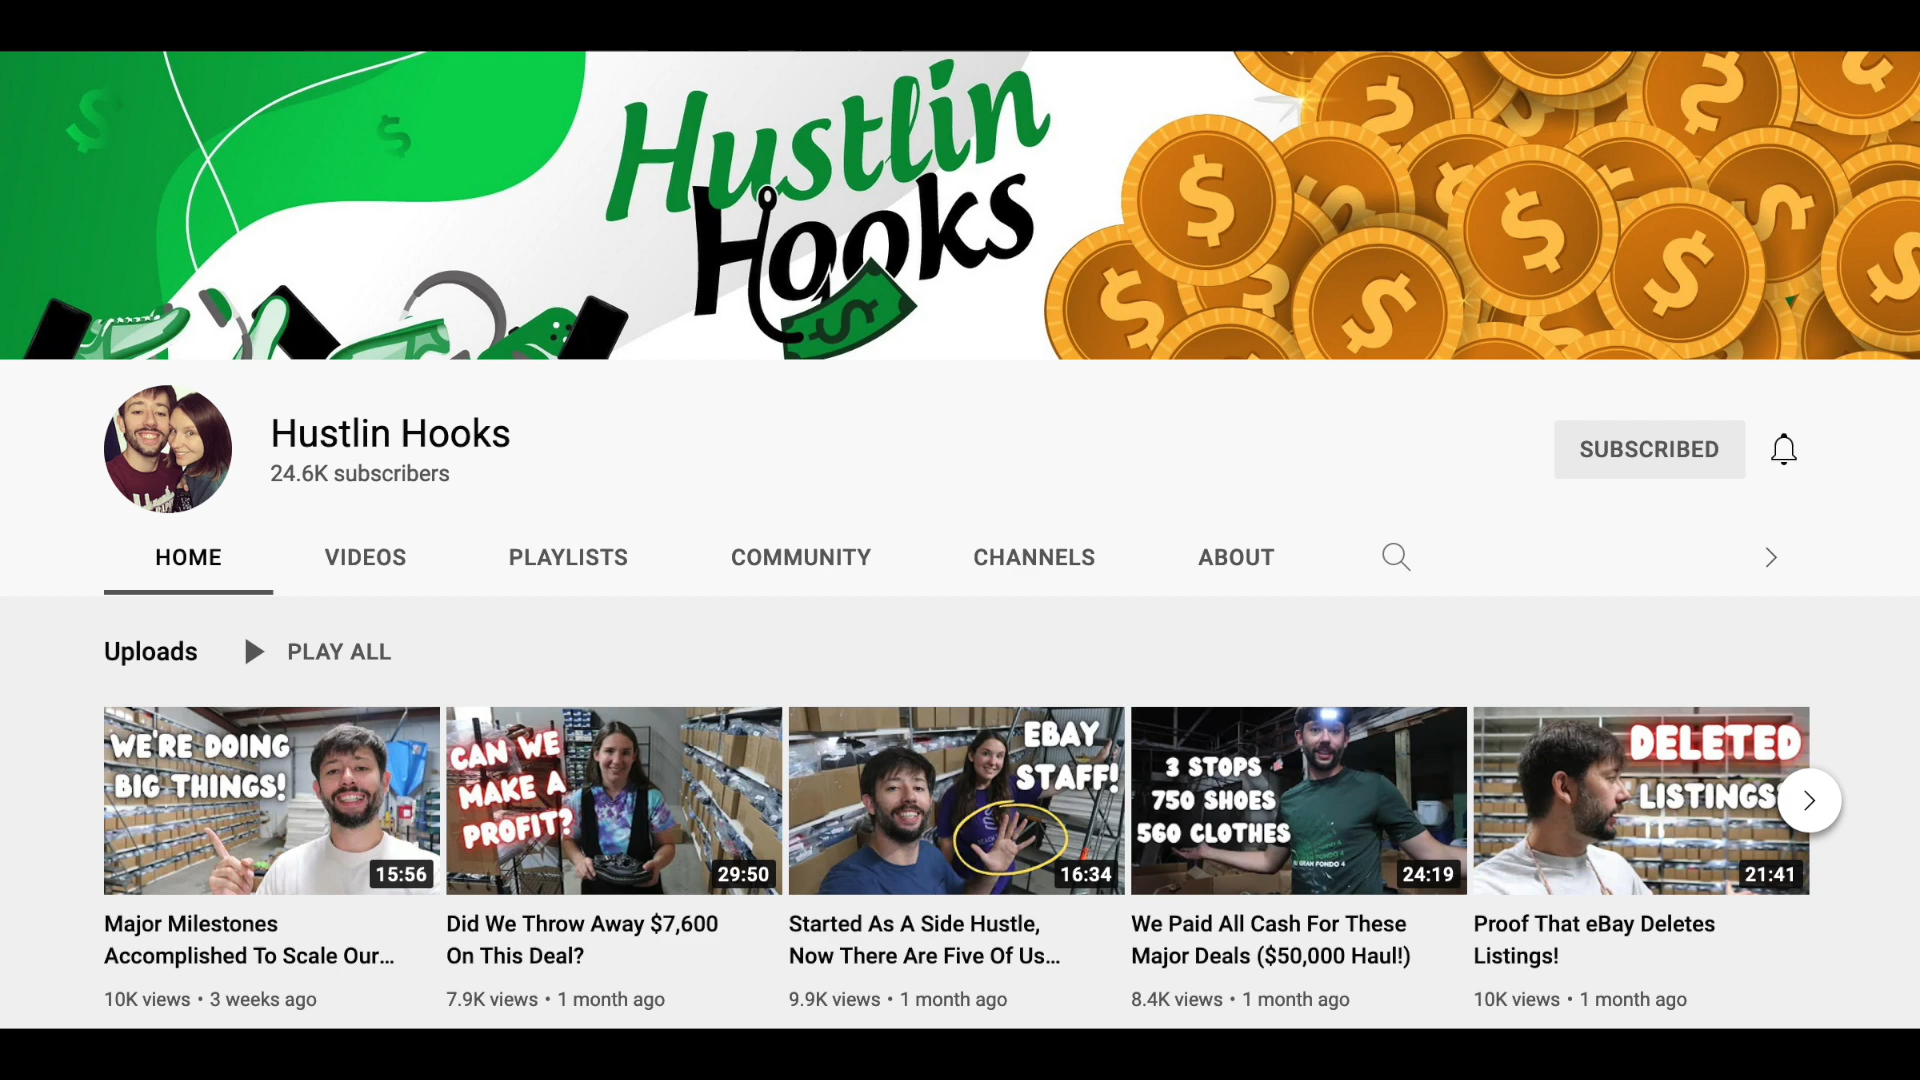 Hustlin
Hooks
Hustlin Hooks
24.6K subscribers
SUBSCRIBED
HOME
VIDEOS
PLAYLISTS
COMMUNITY
CHANNELS
ABOUT
Uploads
PLAY ALL
WE'RE DOING
BIG THINGS!
15:56
Major Milestones
Accomplished To Scale Our...
10K views • 3 weeks ago
CAN WE
MAKE A
PROFIT?
29:50
Did We Throw Away $7,600
On This Deal?
7.9K views • 1 month ago
EBAY
STAFF!
16:34
Started As A Side Hustle,
Now There Are Five Of Us...
9.9K views • 1 month ago
3 STOPS
750 SHOES
560 CLOTHES
GRAN FONDO 4
24:19
We Paid All Cash For These
Major Deals ($50,000 Haul!)
8.4K views • 1 month ago
DELETED
LISTINGS
21:41
Proof That eBay Deletes
Listings!
10K views • 1 month ago